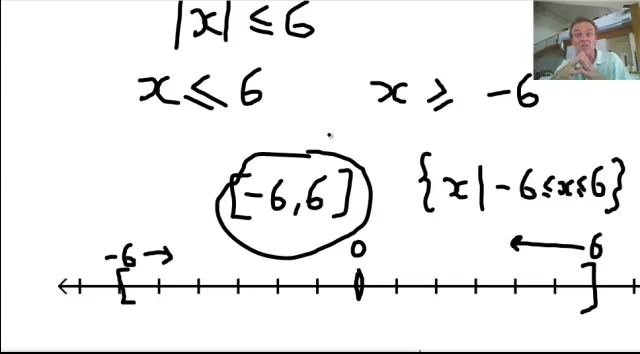 |x| ≤ 6
x ≤ 6 x ≥ -6
[-6,6] {x|-6≤x≤6}
-6 → 0 ← 6